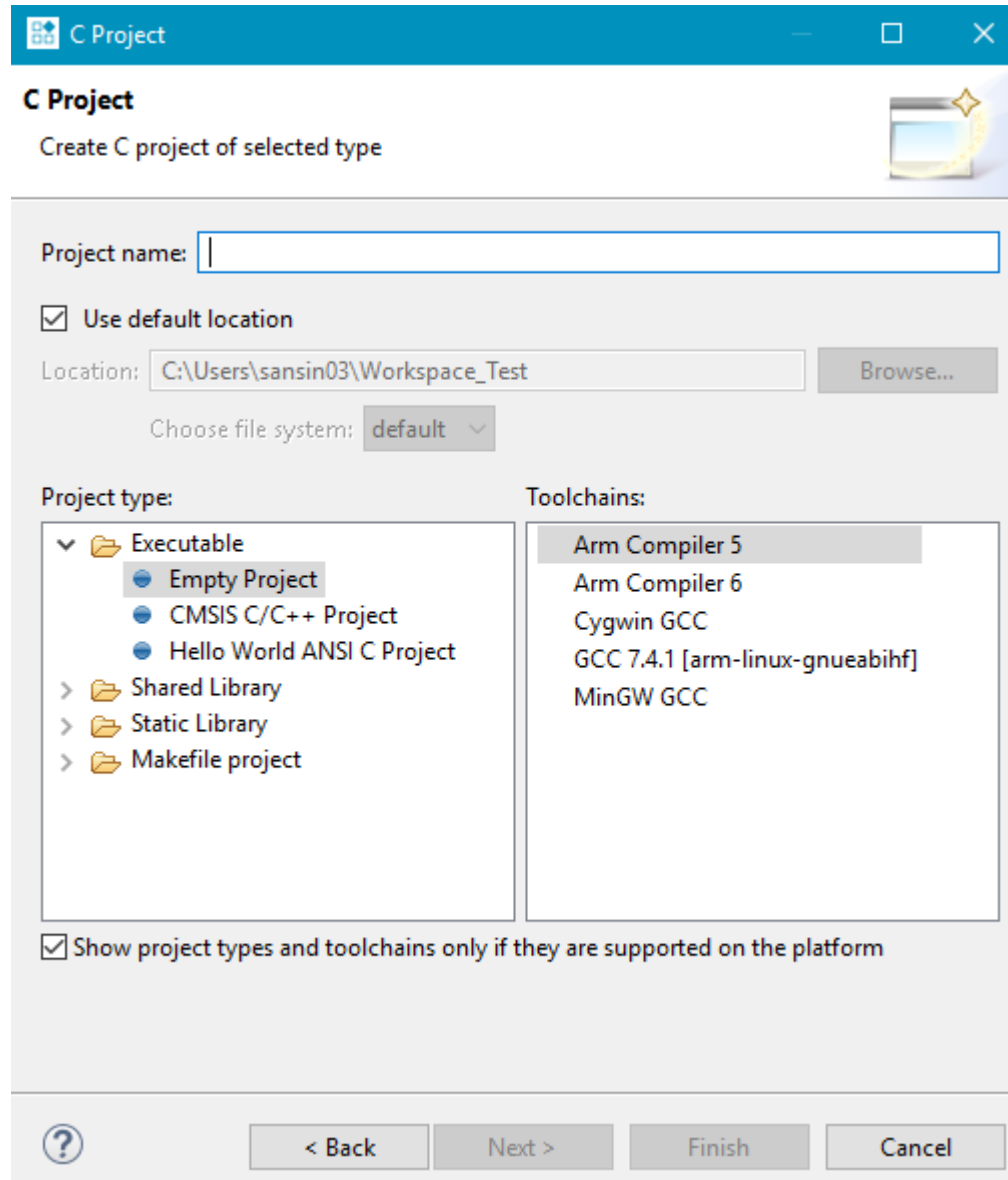 C Project
C Project
Create C project of selected type
Project name:
Use default location
Location: C:\Users\sansin03\Workspace_Test Browse...
Choose file system: default
Project type: Toolchains:
Executable
Empty Project
CMSIS C/C++ Project
Hello World ANSI C Project
Shared Library
Static Library
Makefile project
Arm Compiler 5
Arm Compiler 6
Cygwin GCC
GCC 7.4.1 [arm-linux-gnueabihf]
MinGW GCC
Show project types and toolchains only if they are supported on the platform
? < Back Next > Finish Cancel